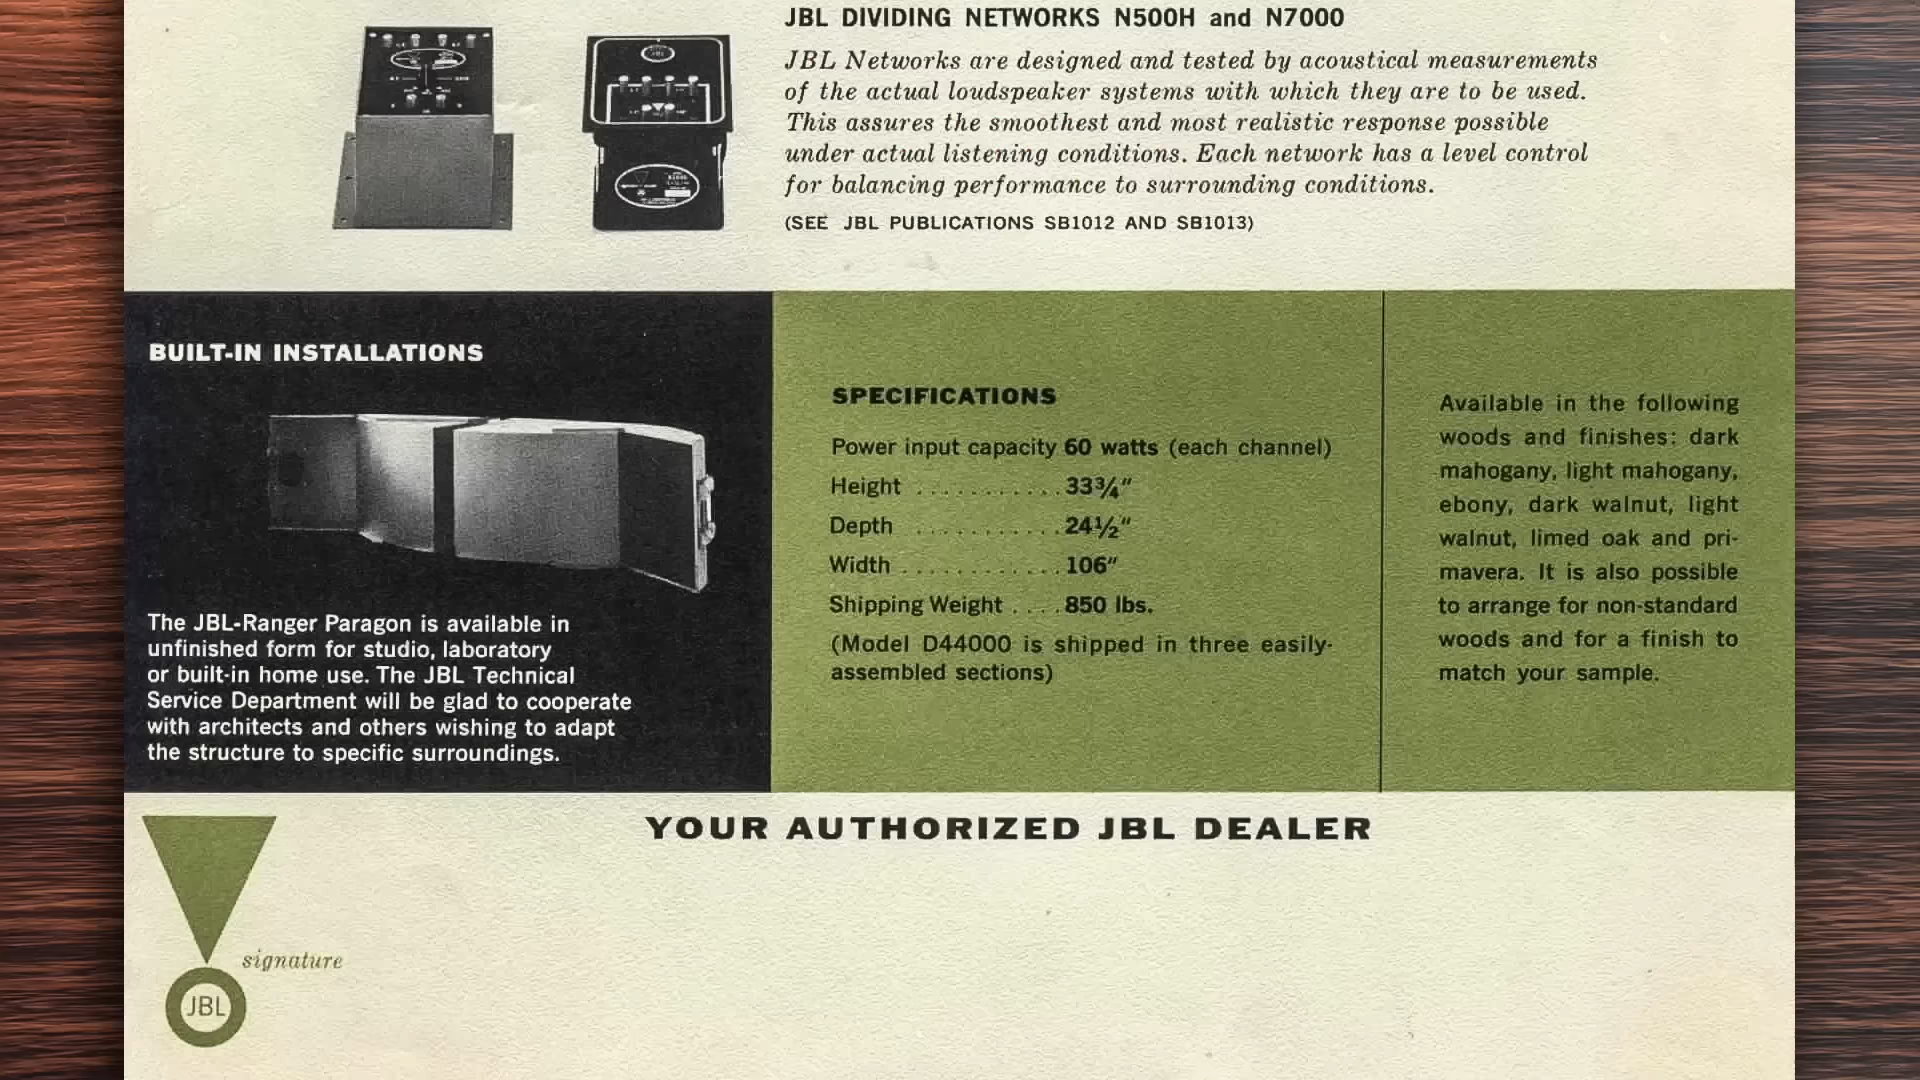 JBL DIVIDING NETWORKS N500H and N7000
JBL Networks are designed and tested by acoustical measurements
of the actual loudspeaker systems with which they are to be used.
This assures the smoothest and most realistic response possible
under actual listening conditions. Each network has a level control
for balancing performance to surrounding conditions.
(SEE JBL PUBLICATIONS SB1012 AND SB1013)
BUILT-IN INSTALLATIONS
The JBL-Ranger Paragon is available in
unfinished form for studio, laboratory
or built-in home use. The JBL Technical
Service Department will be glad to cooperate
with architects and others wishing to adapt
the structure to specific surroundings.
SPECIFICATIONS
Power input capacity 60 watts (each channel)
Height . . . . . . . . . . . 33¾"
Depth . . . . . . . . . . . 24½"
Width . . . . . . . . . . . . 106"
Shipping Weight . . . . 850 lbs.
(Model D44000 is shipped in three easily-
assembled sections)
Available in the following
woods and finishes: dark
mahogany, light mahogany,
ebony, dark walnut, light
walnut, limed oak and pri-
mavera. It is also possible
to arrange for non-standard
woods and for a finish to
match your sample.
YOUR AUTHORIZED JBL DEALER
signature
JBL